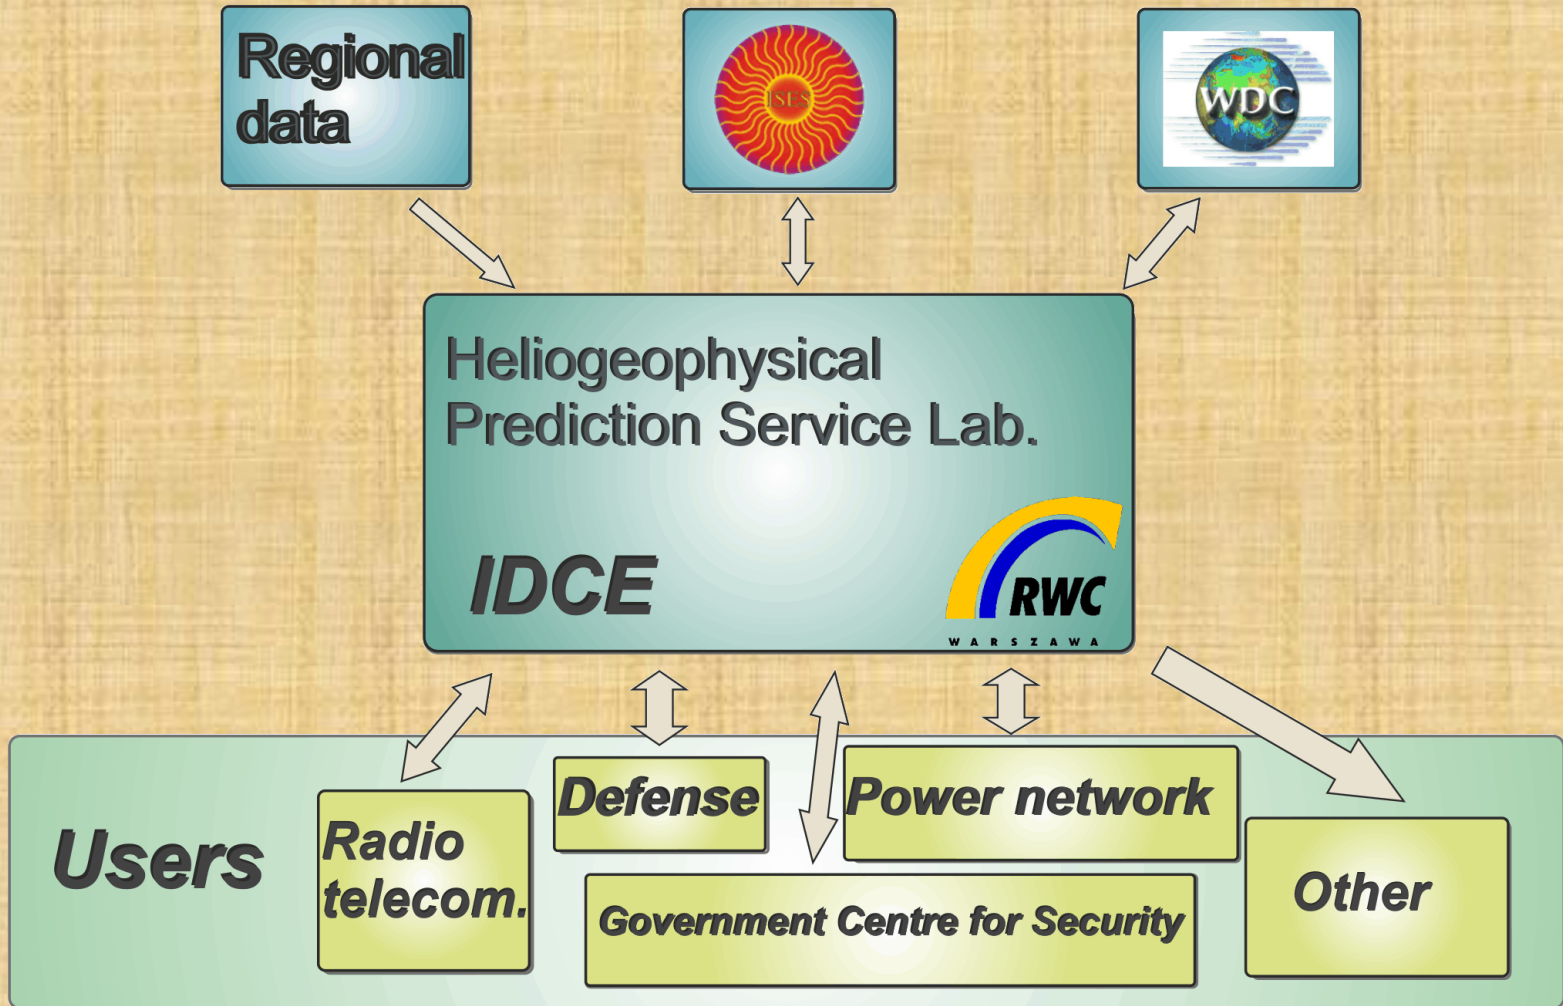 Regional
data
ISES
WDC
Heliogeophysical
Prediction Service Lab.
IDCE
RWC
WARSZAWA
Users
Radio
telecom.
Defense
Power network
Government Centre for Security
Other